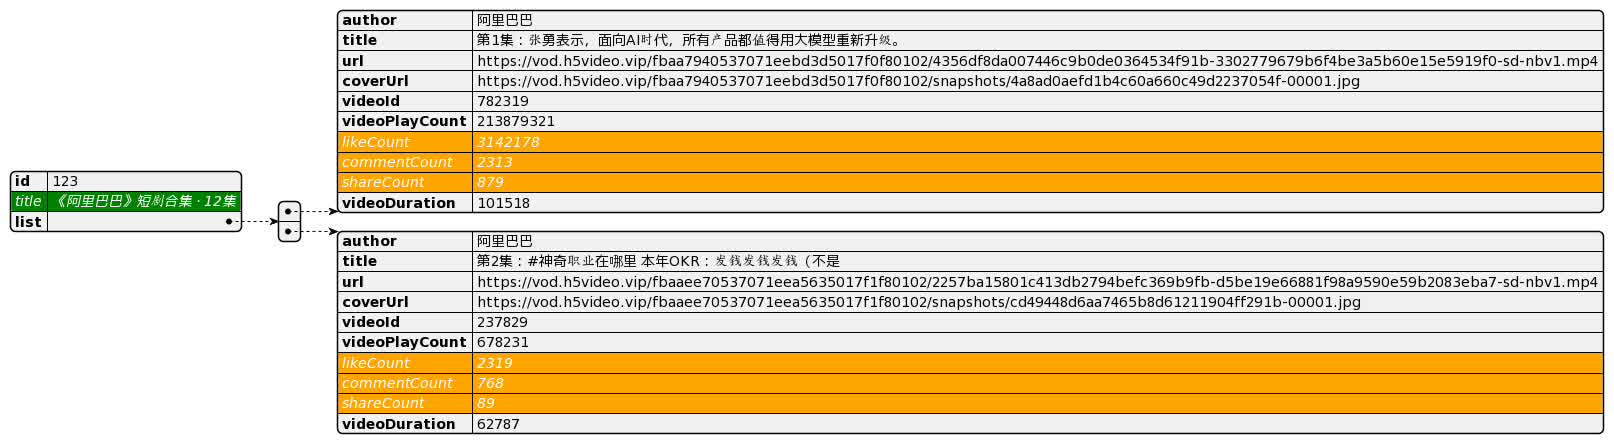 id 123
title 《阿里巴巴》短剧合集 · 12集
list
author 阿里巴巴
title 第1集：张勇表示，面向AI时代，所有产品都值得用大模型重新升级。
url https://vod.h5video.vip/fbaa7940537071eebd3d5017f0f80102/4356df8da007446c9b0de0364534f91b-3302779679b6f4be3a5b60e15e5919f0-sd-nbv1.mp4
coverUrl https://vod.h5video.vip/fbaa7940537071eebd3d5017f0f80102/snapshots/4a8ad0aefd1b4c60a660c49d2237054f-00001.jpg
videoId 782319
videoPlayCount 213879321
likeCount 3142178
commentCount 2313
shareCount 879
videoDuration 101518
author 阿里巴巴
title 第2集：#神奇职业在哪里 本年OKR：发钱发钱发钱（不是
url https://vod.h5video.vip/fbaaee70537071eea5635017f1f80102/2257ba15801c413db2794befc369b9fb-d5be19e66881f98a9590e59b2083eba7-sd-nbv1.mp4
coverUrl https://vod.h5video.vip/fbaaee70537071eea5635017f1f80102/snapshots/cd49448d6aa7465b8d61211904ff291b-00001.jpg
videoId 237829
videoPlayCount 678231
likeCount 2319
commentCount 768
shareCount 89
videoDuration 62787